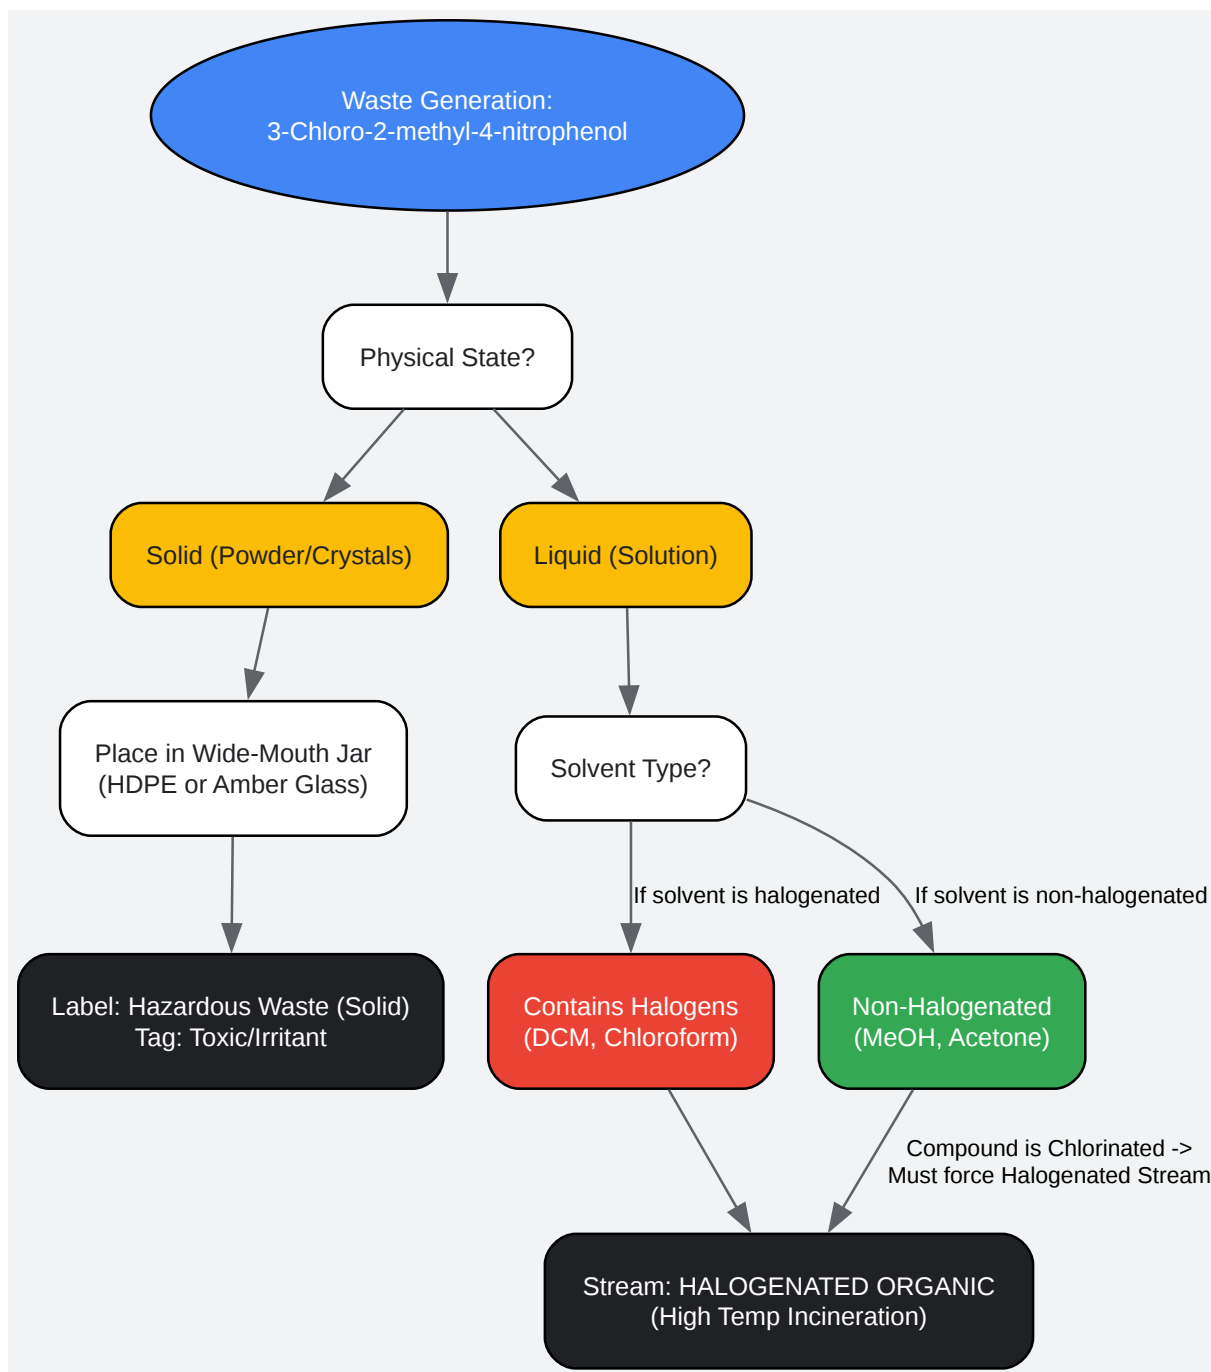 Waste Generation:
3-Chloro-2-methyl-4-nitrophenol
Physical State?
Solid (Powder/Crystals)
Liquid (Solution)
Place in Wide-Mouth Jar
(HDPE or Amber Glass)
Solvent Type?
If solvent is halogenated
If solvent is non-halogenated
Label: Hazardous Waste (Solid)
Tag: Toxic/Irritant
Contains Halogens
(DCM, Chloroform)
Non-Halogenated
(MeOH, Acetone)
Compound is Chlorinated ->
Must force Halogenated Stream
Stream: HALOGENATED ORGANIC
(High Temp Incineration)